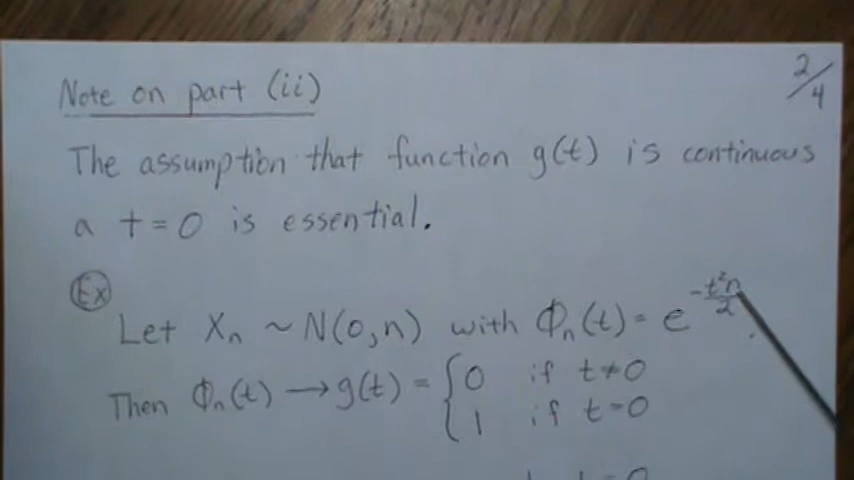 Note on part (ii)
2/4
The assumption that function g(t) is continuous
a t=0 is essential.
Ex
Let Xₙ ~ N(0,n) with Φₙ(t) = e^(-t²n/2).
Then Φₙ(t) → g(t) = { 0 if t≠0
1 if t=0